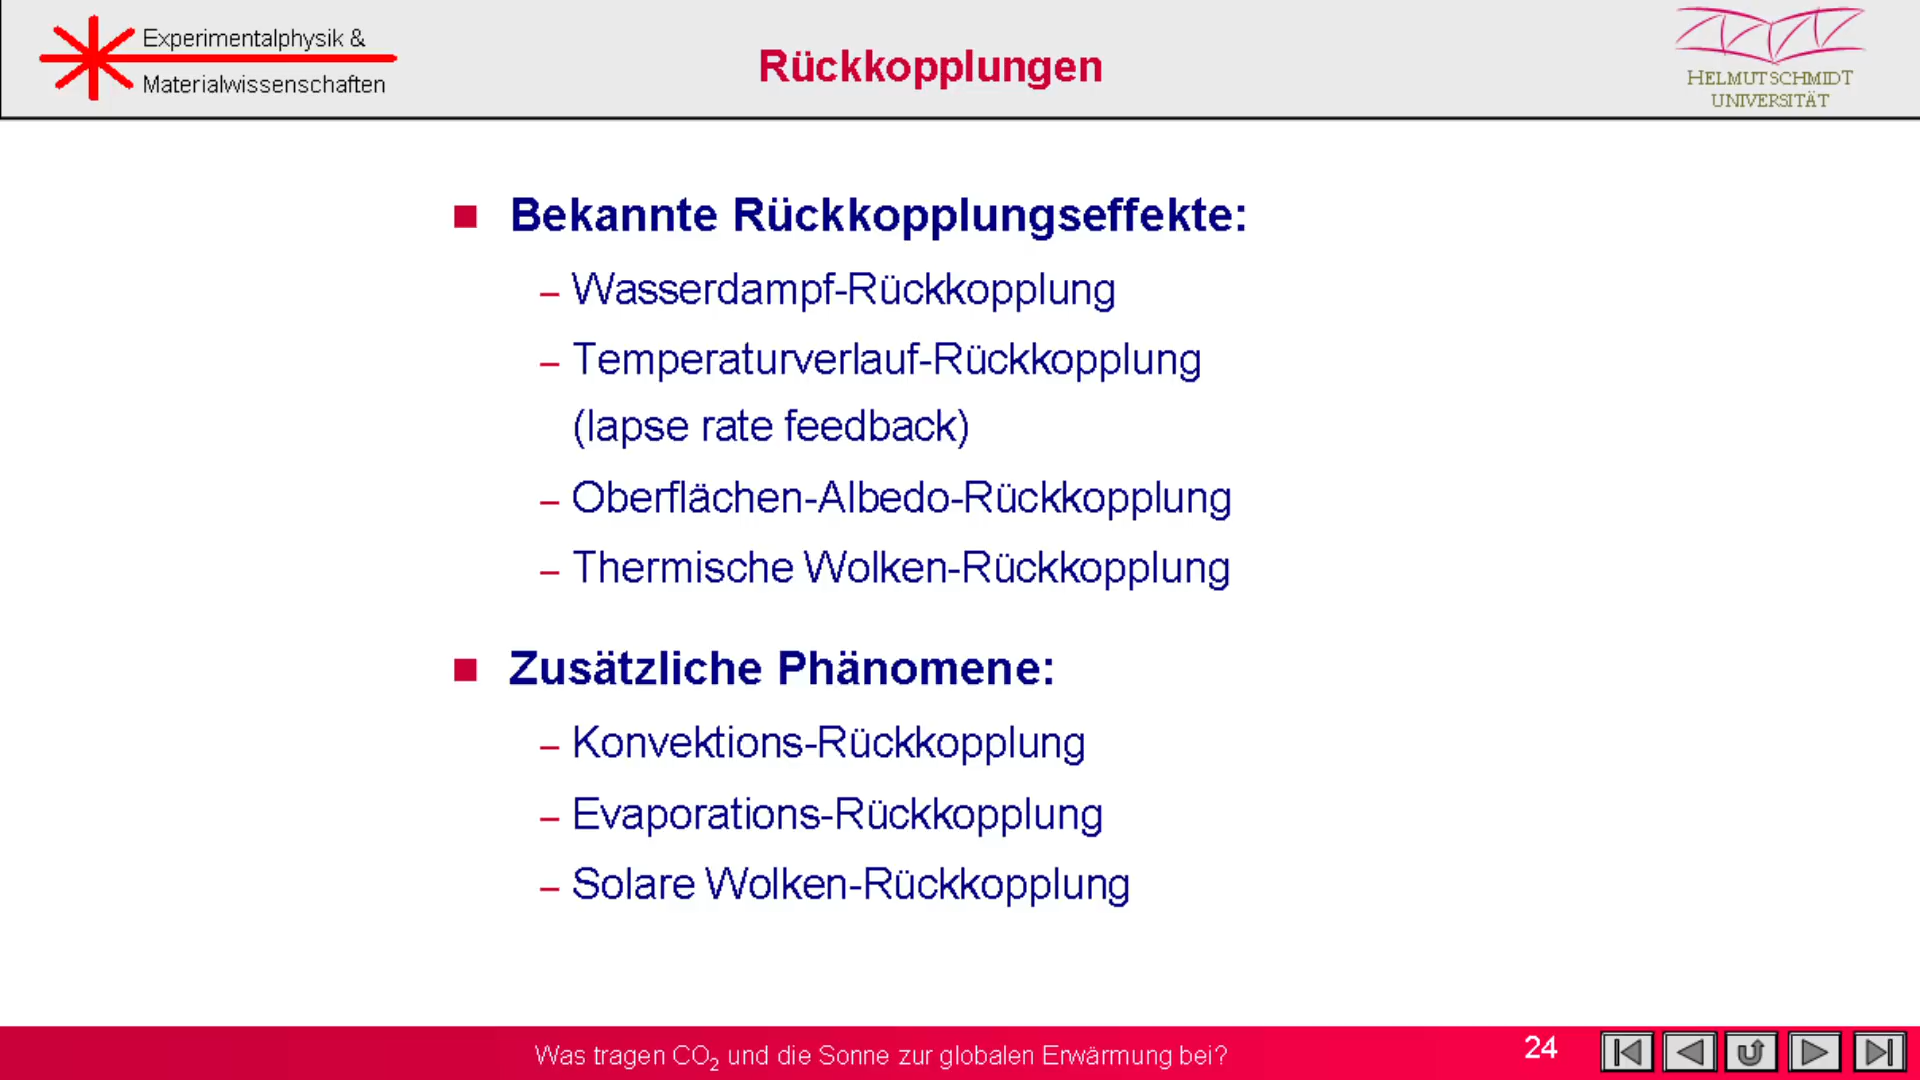 Experimentalphysik &
Materialwissenschaften
Rückkopplungen
HELMUT SCHMIDT
UNIVERSITÄT
Bekannte Rückkopplungseffekte:
– Wasserdampf-Rückkopplung
– Temperaturverlauf-Rückkopplung
(lapse rate feedback)
– Oberflächen-Albedo-Rückkopplung
– Thermische Wolken-Rückkopplung
Zusätzliche Phänomene:
– Konvektions-Rückkopplung
– Evaporations-Rückkopplung
– Solare Wolken-Rückkopplung
Was tragen CO₂ und die Sonne zur globalen Erwärmung bei?
24